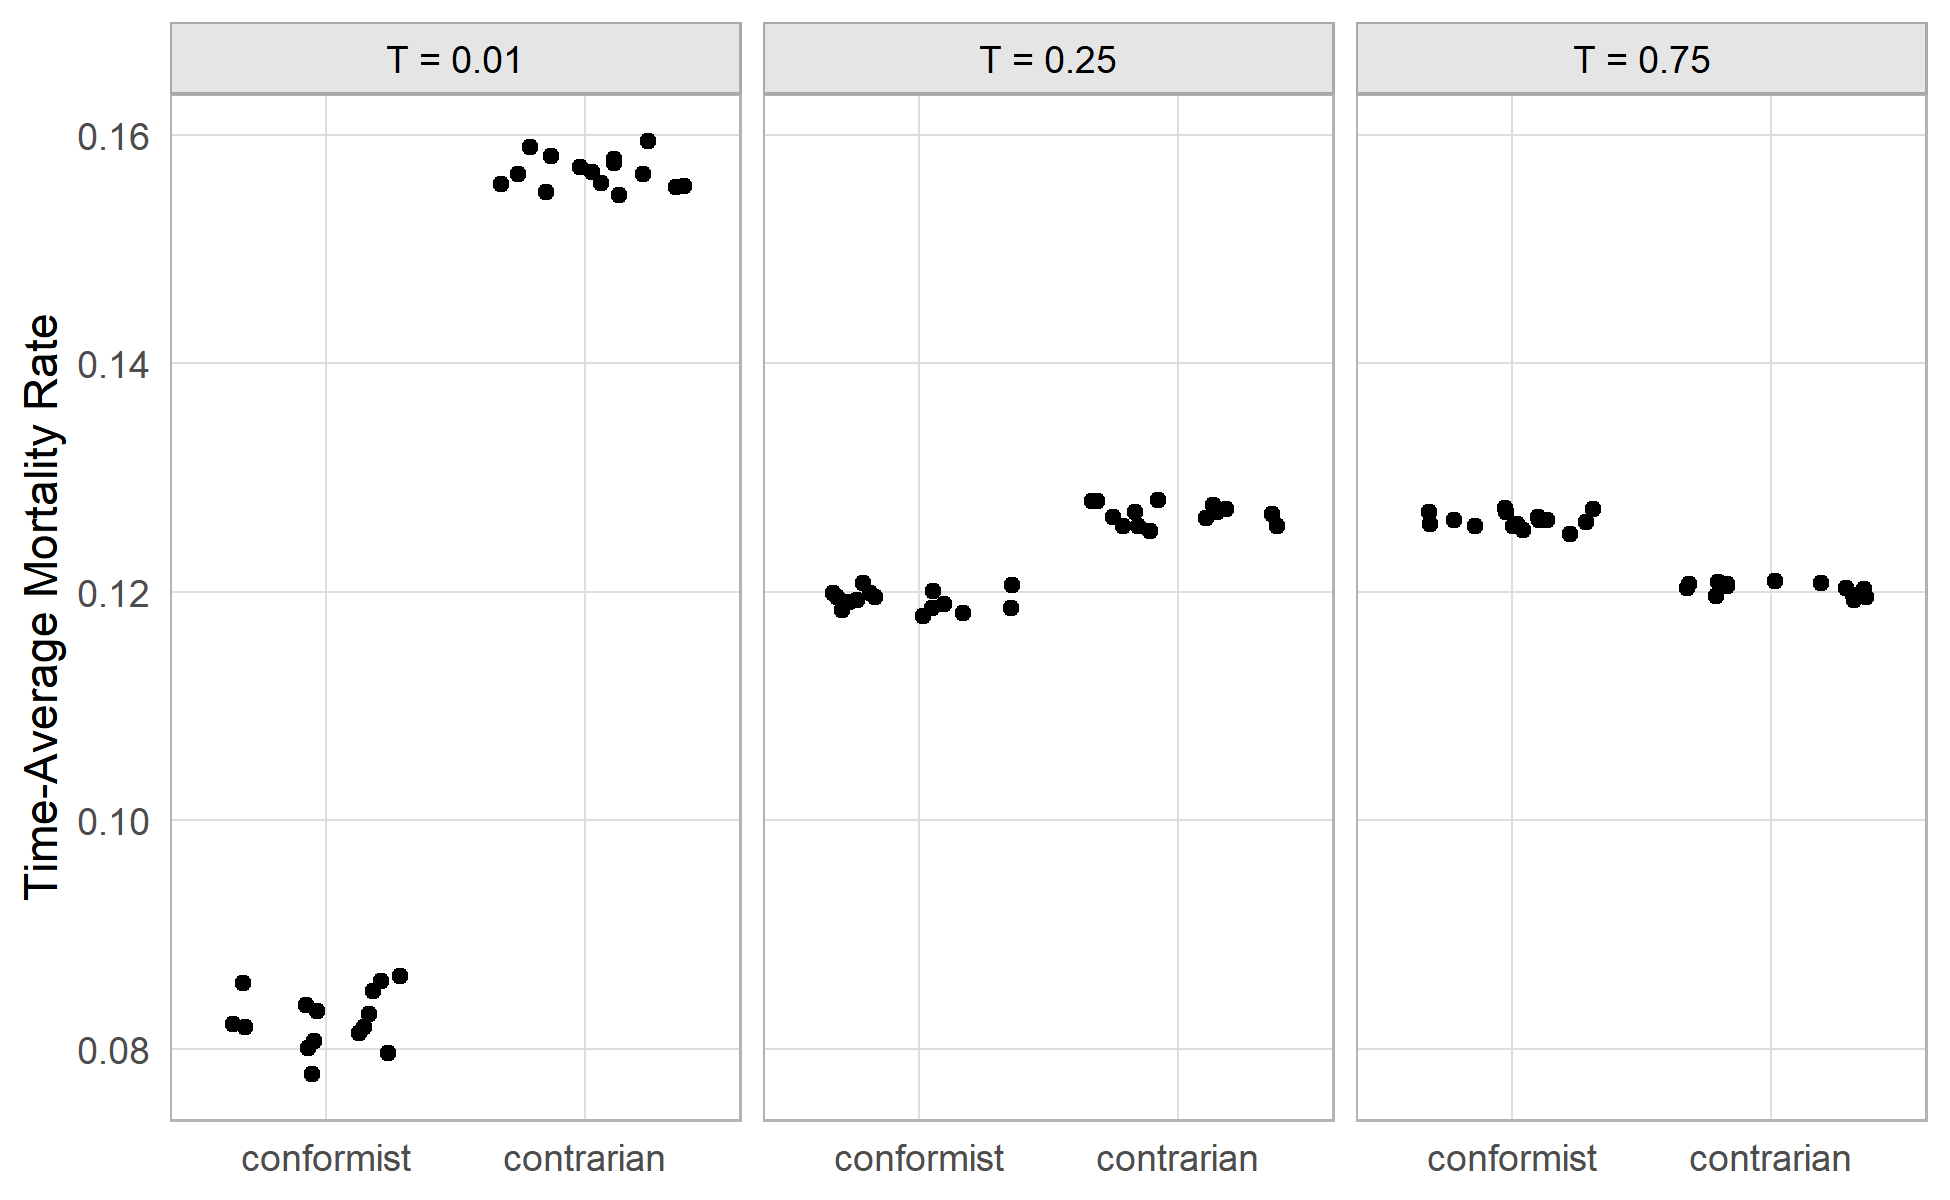 T = 0.01
T = 0.25
T = 0.75
Time-Average Mortality Rate
0.16
0.14
0.12
0.10
0.08
conformist
contrarian
conformist
contrarian
conformist
contrarian